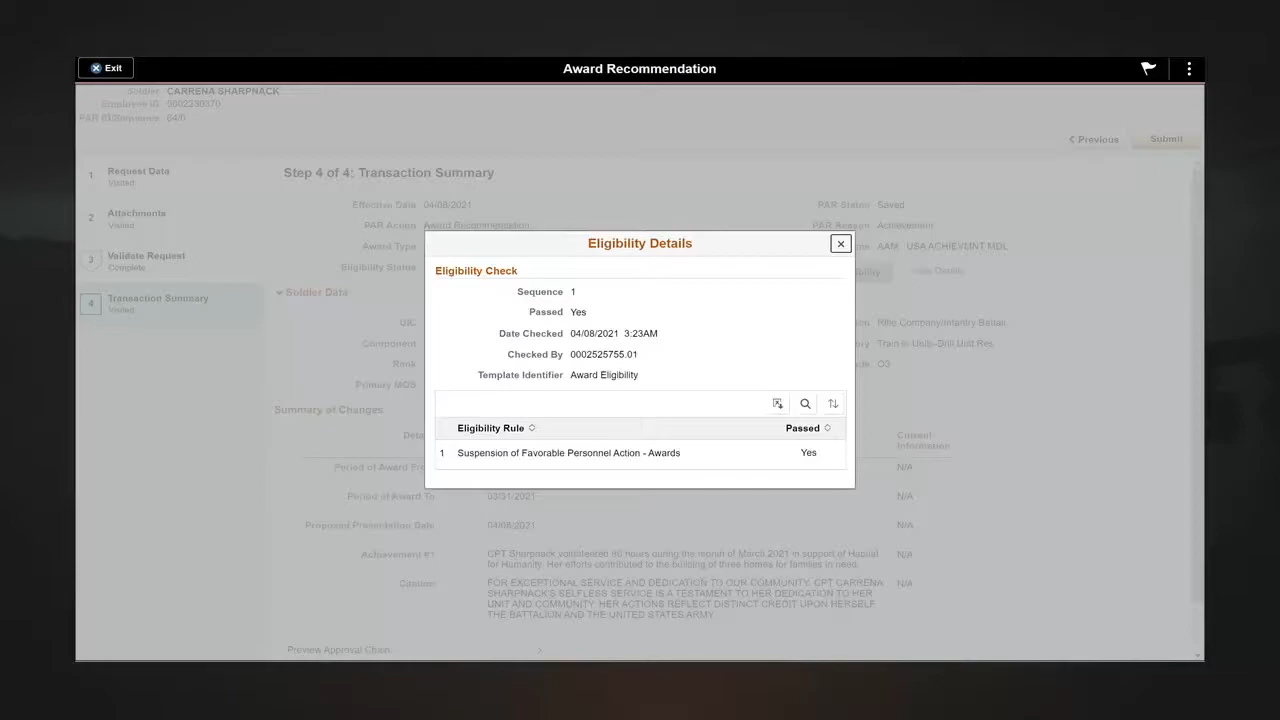 Exit
Award Recommendation
Soldier CARRENA SHARPNACK
Employee ID
Previous
Submit
1 Request Data
Visited
2 Attachments
Visited
3 Validate Request
Complete
4 Transaction Summary
Visited
Step 4 of 4: Transaction Summary
Effective Date 04/08/2021 PAR Status Saved
PAR Action Award Recommendation PAR Reason Achievement
Award Type AAM USA ACHIEVMNT MDL
Eligibility Status
Soldier Data
UIC Rifle Company/Infantry Battali
Component Train in Units-Drill Unit Res
Rank O3
Primary MOS
Summary of Changes
Current
Information
Period of Award N/A
Period of Award To 03/31/2021 N/A
Proposed Presentation Date 04/08/2021 N/A
Achievement #1 CPT Sharpnack volunteered 96 hours during the month of March 2021 in support of Habitat N/A
for Humanity. Her efforts contributed to the building of three homes for families in need.
Citation FOR EXCEPTIONAL SERVICE AND DEDICATION TO OUR COMMUNITY. CPT CARRENA N/A
SHARPNACK'S SELFLESS SERVICE IS A TESTAMENT TO HER DEDICATION TO HER
UNIT AND COMMUNITY. HER ACTIONS REFLECT DISTINCT CREDIT UPON HERSELF
THE BATTALION AND THE UNITED STATES ARMY
Preview Approval Chain
Eligibility Details
Eligibility Check
Sequence 1
Passed Yes
Date Checked 04/08/2021 3:23AM
Checked By 0002525755.01
Template Identifier Award Eligibility
Eligibility Rule Passed
1 Suspension of Favorable Personnel Action - Awards Yes